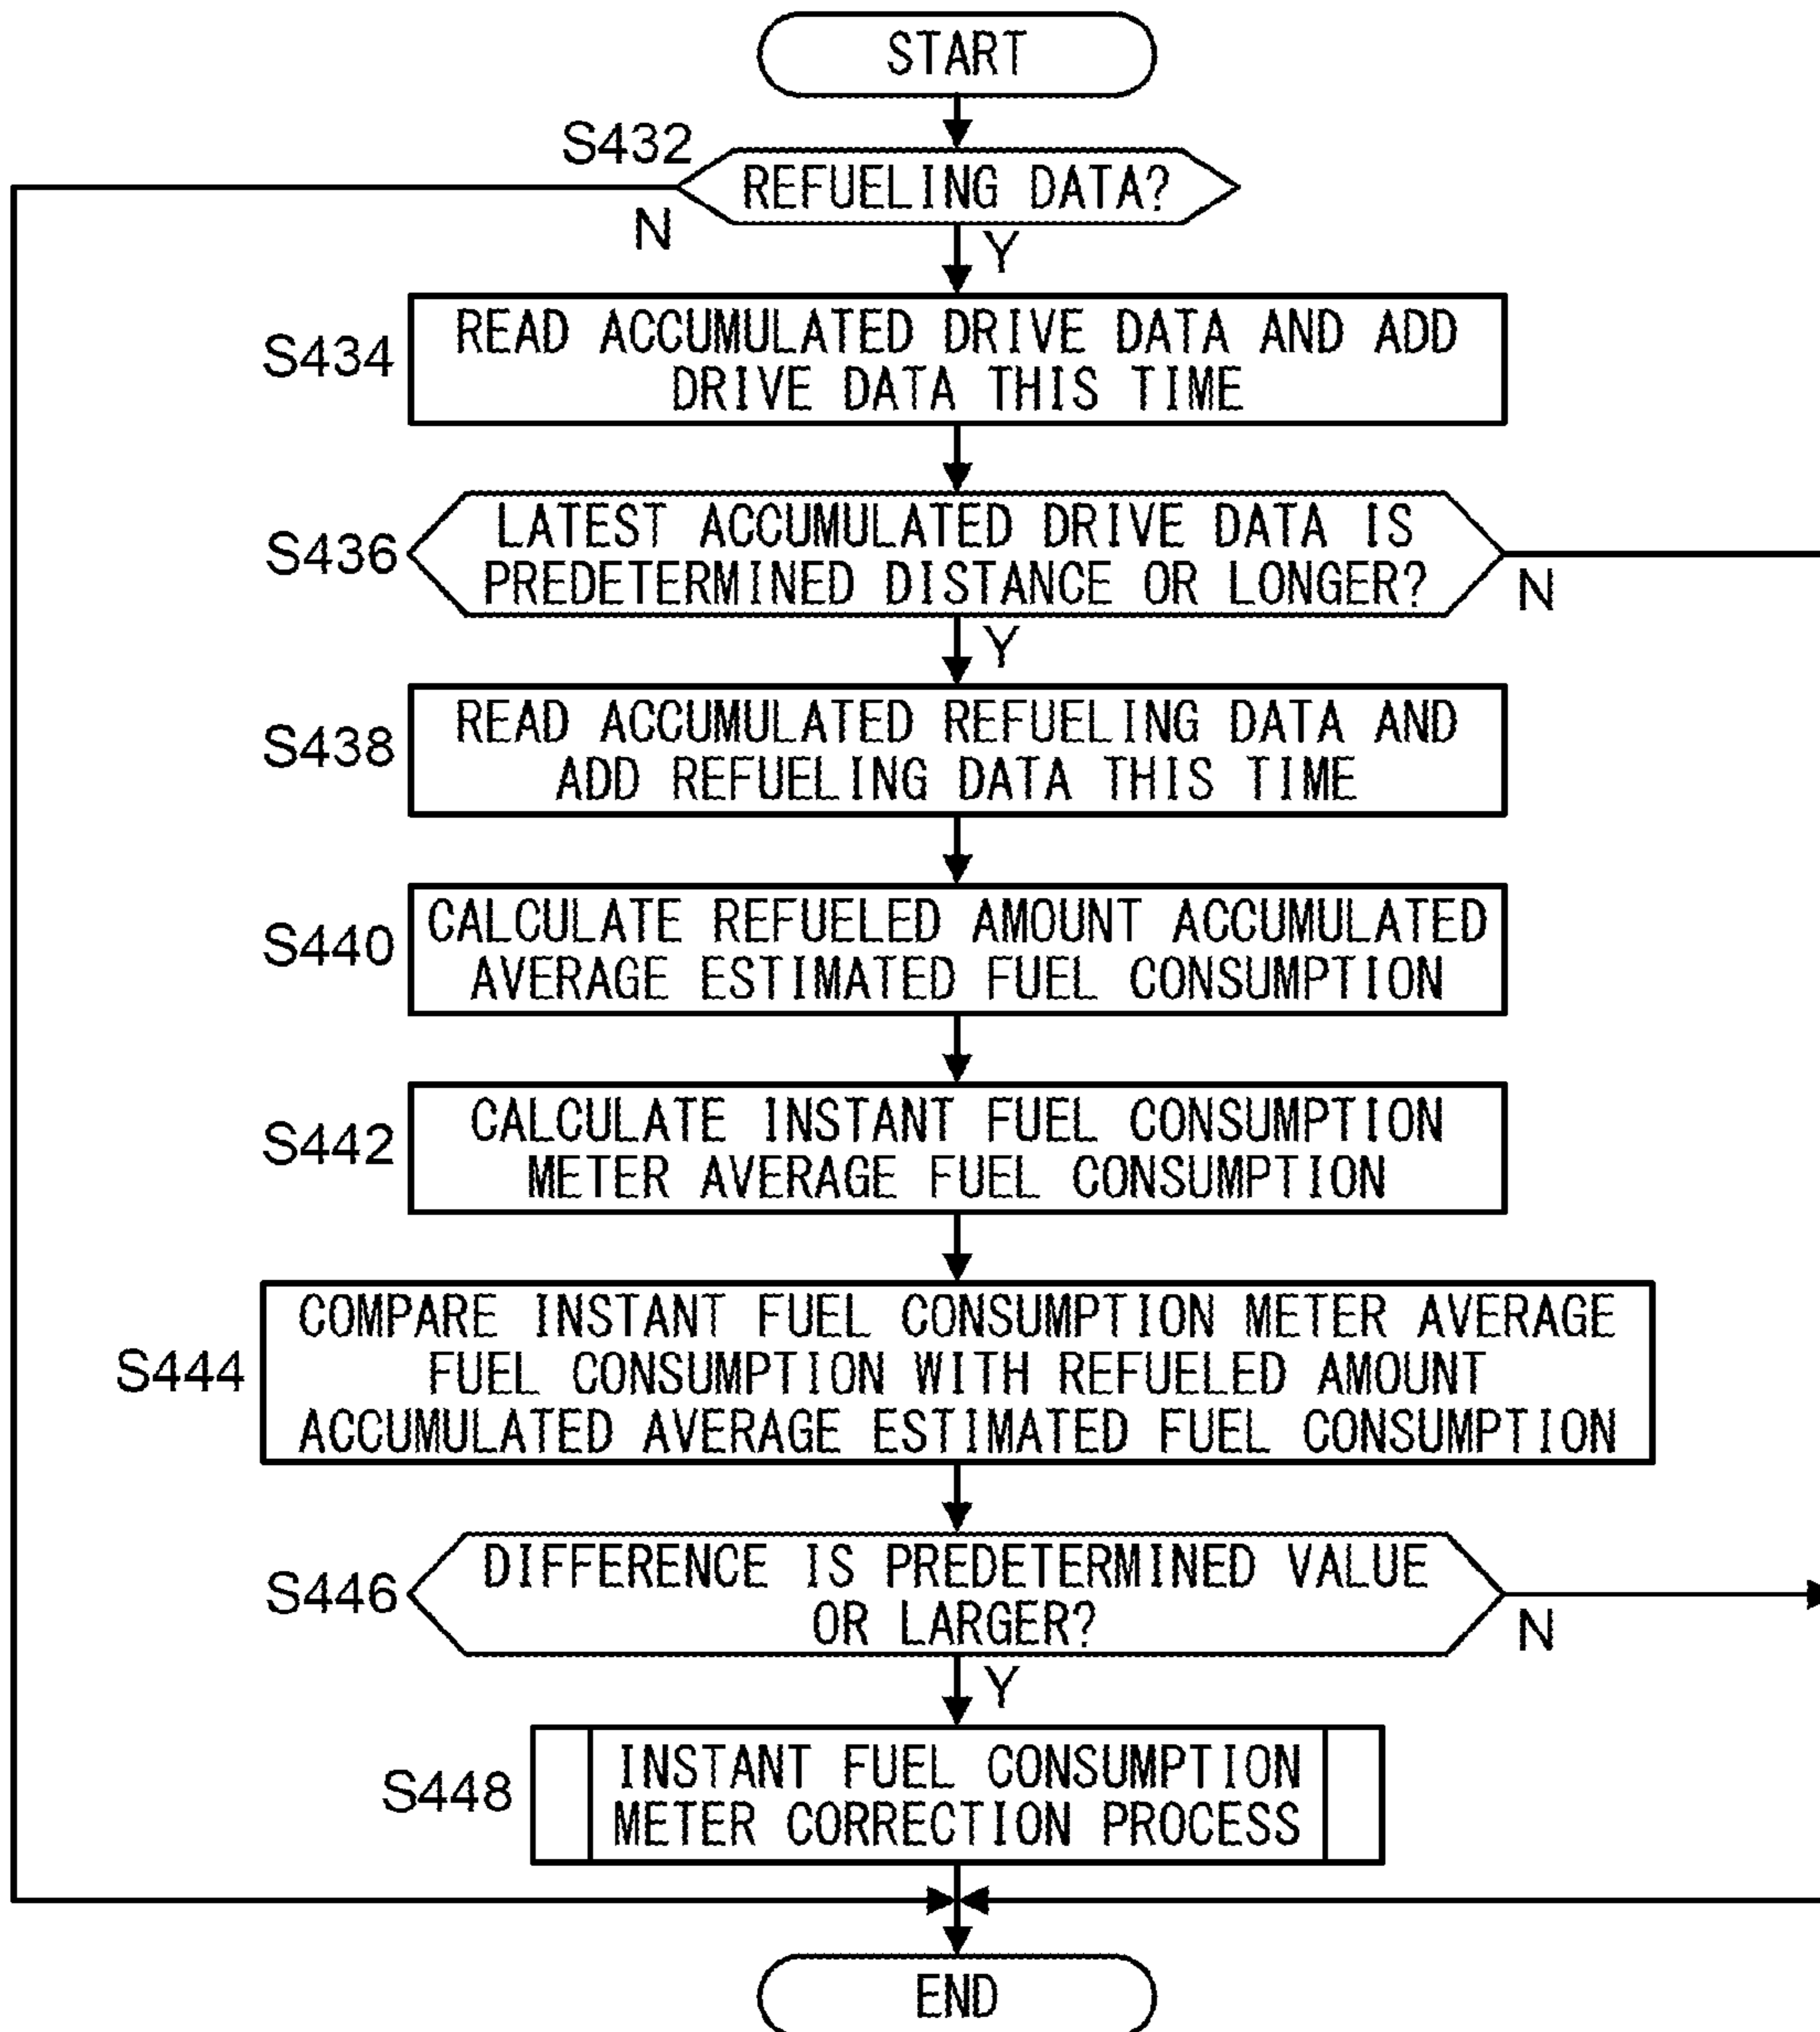 START
S432
REFUELING DATA?
N
Y
S434
READ ACCUMULATED DRIVE DATA AND ADD
DRIVE DATA THIS TIME
S436
LATEST ACCUMULATED DRIVE DATA IS
PREDETERMINED DISTANCE OR LONGER?
N
Y
S438
READ ACCUMULATED REFUELING DATA AND
ADD REFUELING DATA THIS TIME
S440
CALCULATE REFUELED AMOUNT ACCUMULATED
AVERAGE ESTIMATED FUEL CONSUMPTION
S442
CALCULATE INSTANT FUEL CONSUMPTION
METER AVERAGE FUEL CONSUMPTION
S444
COMPARE INSTANT FUEL CONSUMPTION METER AVERAGE
FUEL CONSUMPTION WITH REFUELED AMOUNT
ACCUMULATED AVERAGE ESTIMATED FUEL CONSUMPTION
S446
DIFFERENCE IS PREDETERMINED VALUE
OR LARGER?
N
Y
S448
INSTANT FUEL CONSUMPTION
METER CORRECTION PROCESS
END